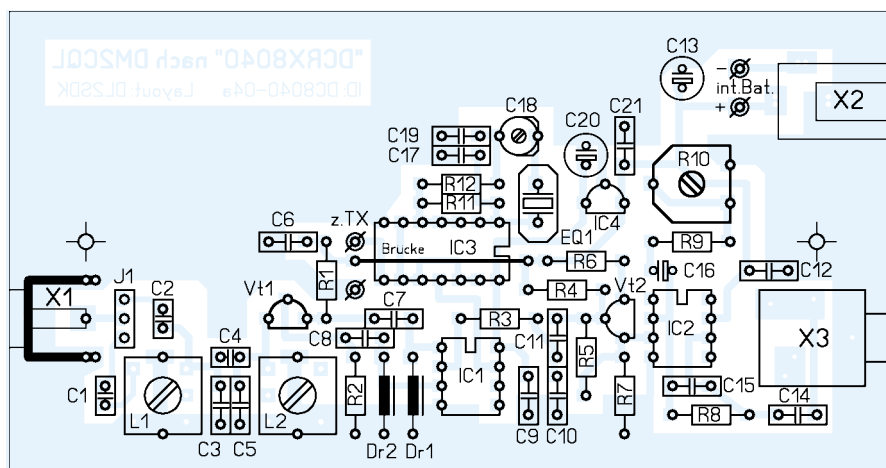 "DCRX8040" nach DM2CQL
ID: DC8040-04a Layout: DL2SDK
C13
-
int.Bat.
+
X2
C18
C21
C20
C19
C17
R10
R12
R11
IC4
C6
z.TX
Brücke
IC3
EQ1
R9
R6
C16
C12
X1
J1
C2
Vt1
R1
R4
Vt2
C7
R3
C11
IC2
X3
C4
C8
R5
IC1
C1
L1
L2
R2
R7
C15
R8
C14
C3
C5
Dr2
Dr1
C9
C10